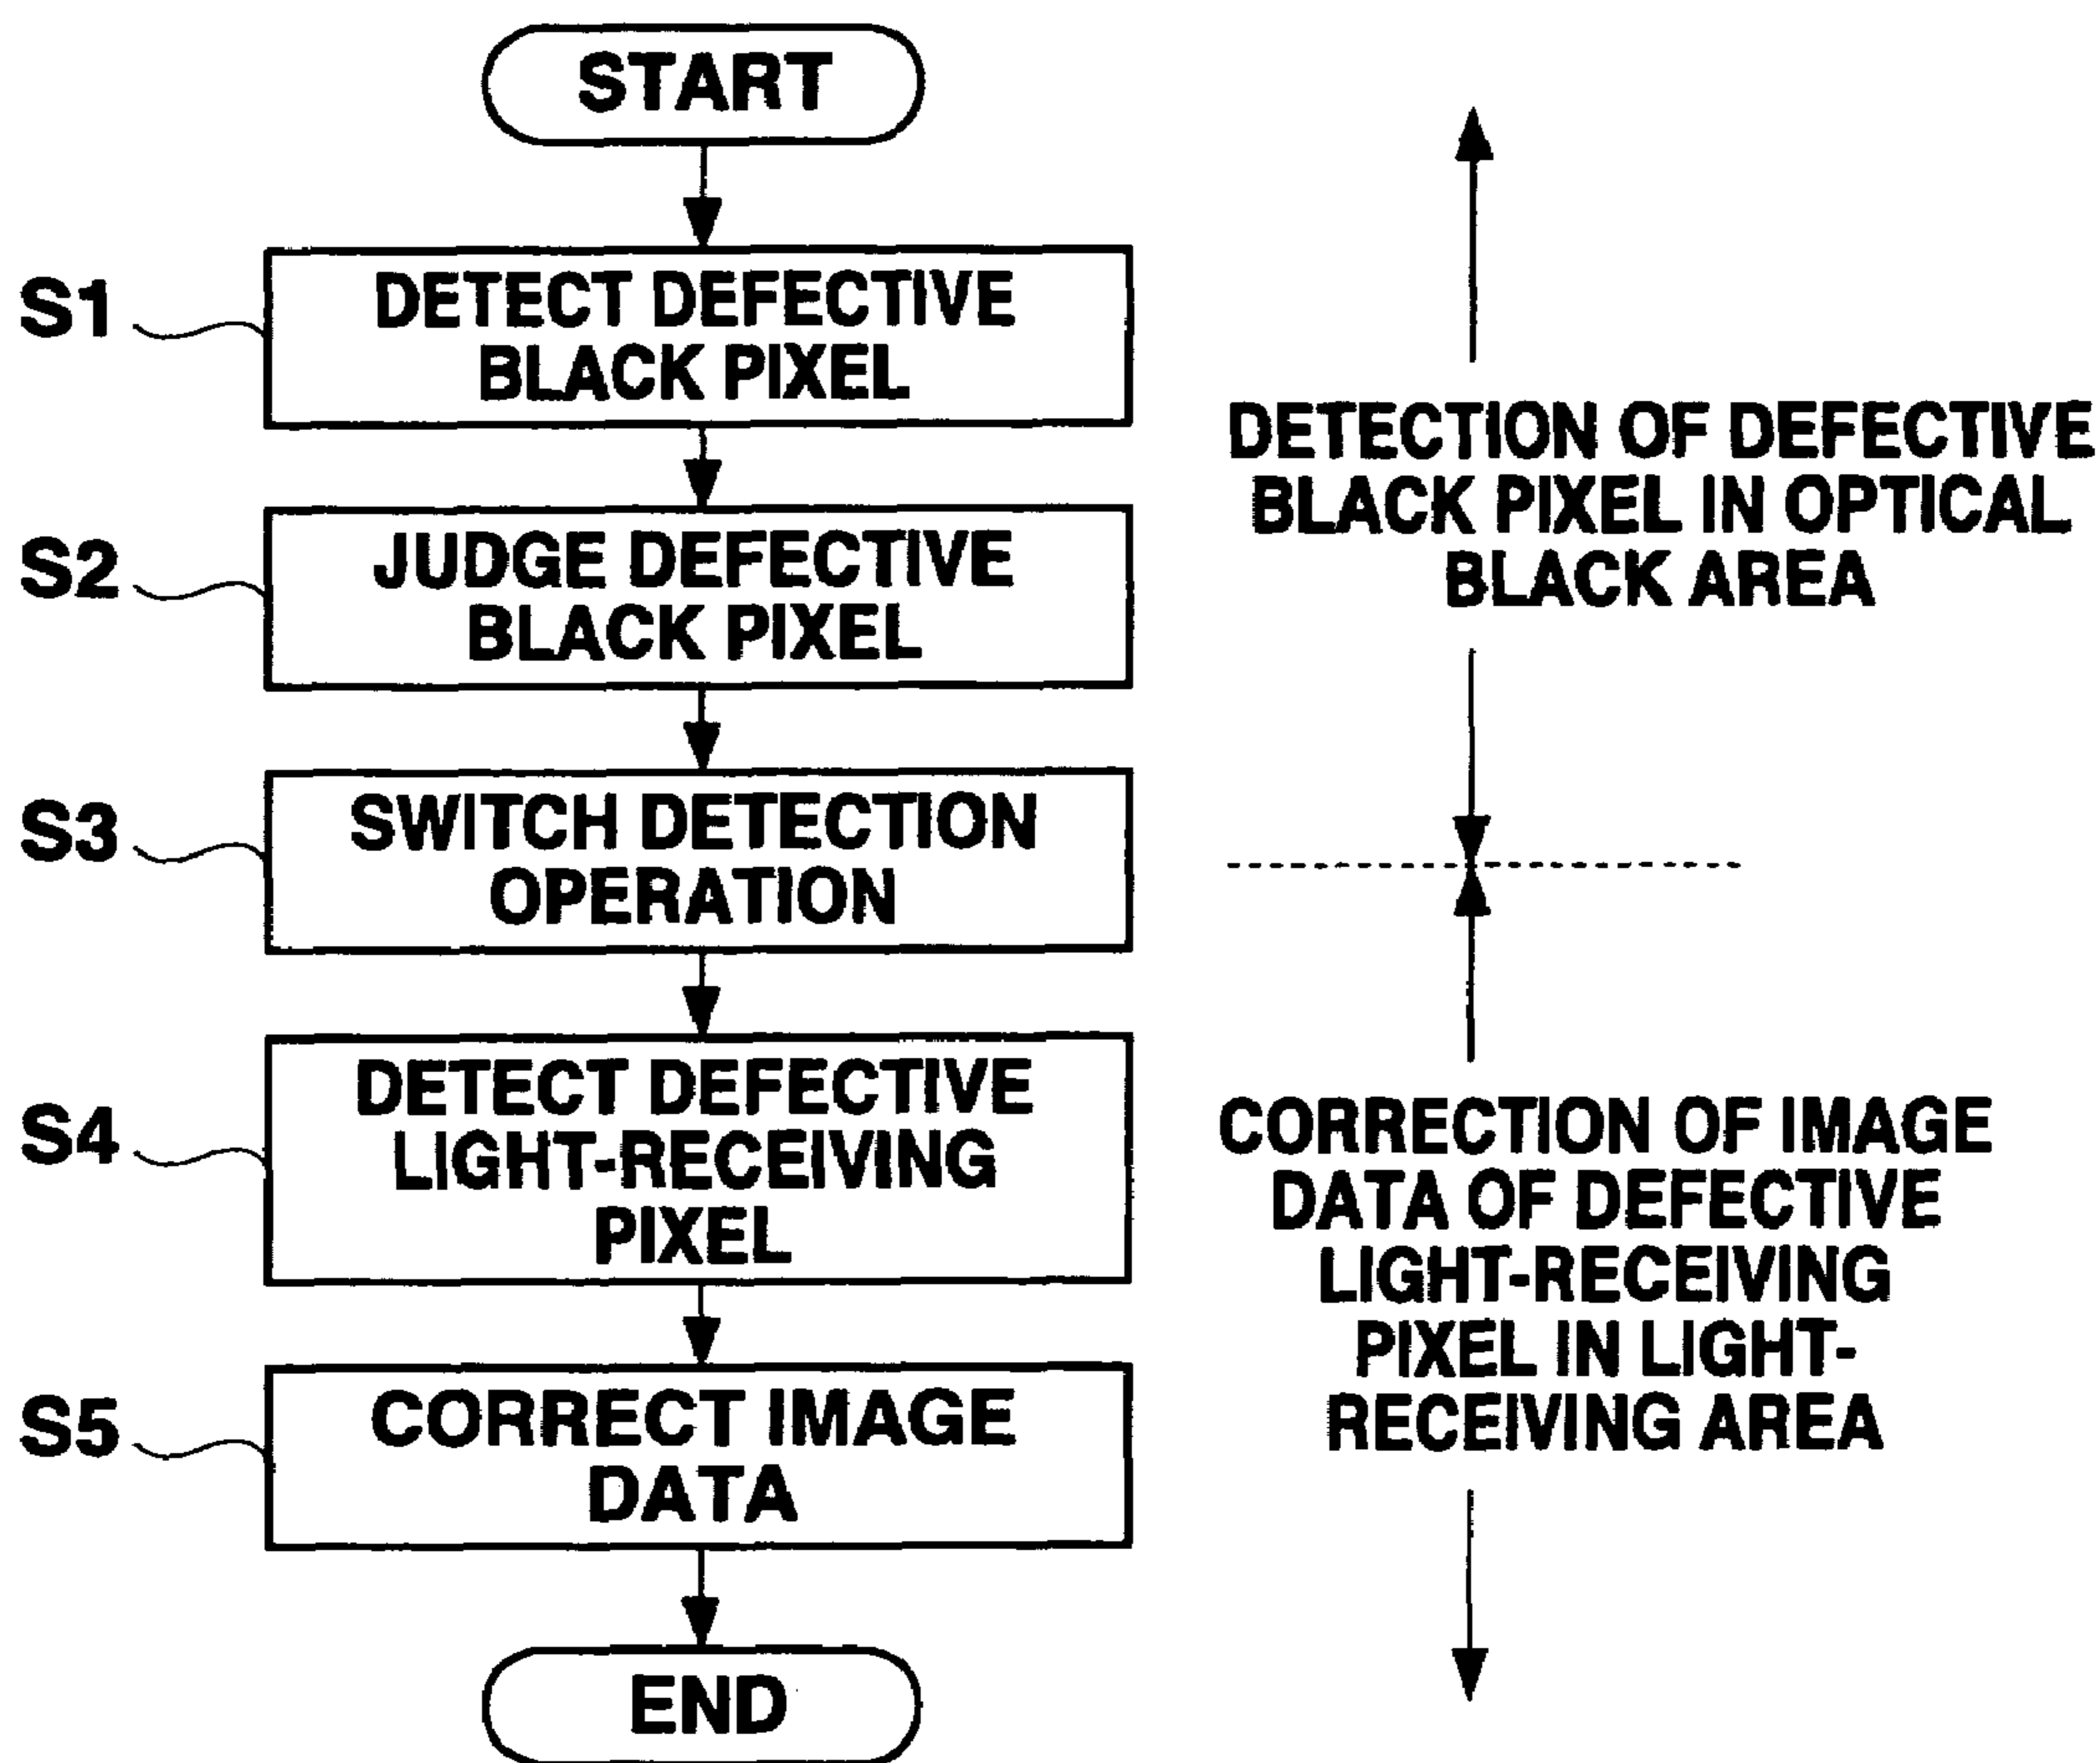 START
S1
DETECT DEFECTIVE
BLACK PIXEL
S2
JUDGE DEFECTIVE
BLACK PIXEL
S3
SWITCH DETECTION
OPERATION
S4
DETECT DEFECTIVE
LIGHT-RECEIVING
PIXEL
S5
CORRECT IMAGE
DATA
END
DETECTION OF DEFECTIVE
BLACK PIXEL IN OPTICAL
BLACK AREA
CORRECTION OF IMAGE
DATA OF DEFECTIVE
LIGHT-RECEIVING
PIXEL IN LIGHT-
RECEIVING AREA